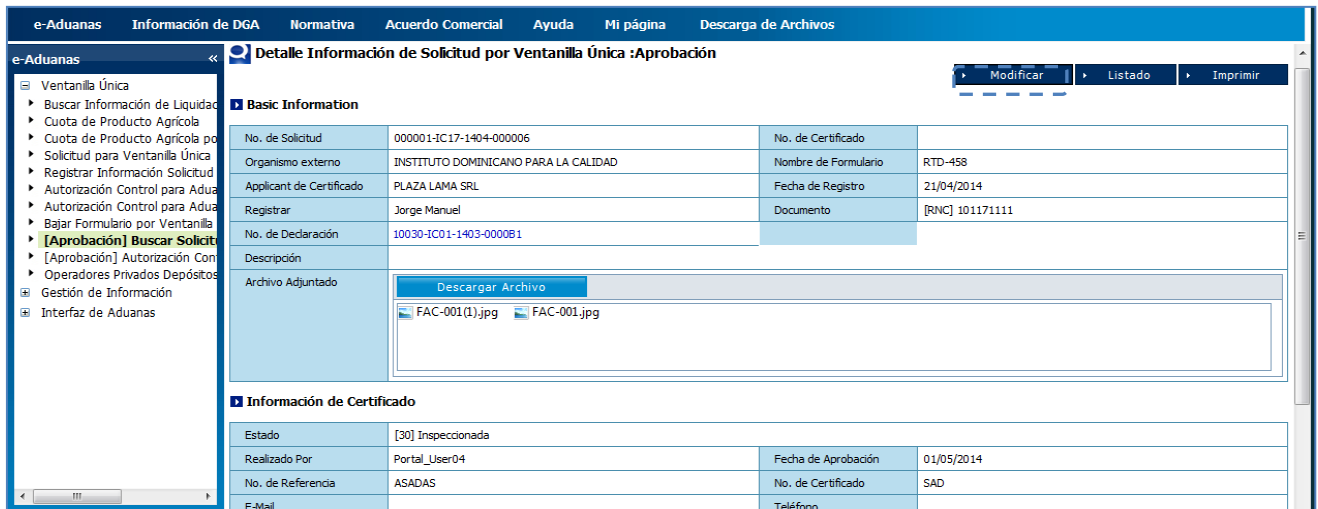 e-Aduanas Información de DGA Normativa Acuerdo Comercial Ayuda Mi página Descarga de Archivos
e-Aduanas «
Ventanilla Única
Buscar Información de Liquidac
Cuota de Producto Agrícola
Cuota de Producto Agrícola po
Solicitud para Ventanilla Única
Registrar Información Solicitud
Autorización Control para Adua
Autorización Control para Adua
Bajar Formulario por Ventanilla
[Aprobación] Buscar Solicit
[Aprobación] Autorización Con
Operadores Privados Depósitos
Gestión de Información
Interfaz de Aduanas
Detalle Información de Solicitud por Ventanilla Única :Aprobación
Modificar Listado Imprimir
Basic Information
No. de Solicitud 000001-IC17-1404-000006 No. de Certificado
Organismo externo INSTITUTO DOMINICANO PARA LA CALIDAD Nombre de Formulario RTD-458
Applicant de Certificado PLAZA LAMA SRL Fecha de Registro 21/04/2014
Registrar Jorge Manuel Documento [RNC] 101171111
No. de Declaración 10030-IC01-1403-0000B1
Descripción
Archivo Adjuntado Descargar Archivo
FAC-001(1).jpg FAC-001.jpg
Información de Certificado
Estado [30] Inspeccionada
Realizado Por Portal_User04 Fecha de Aprobación 01/05/2014
No. de Referencia ASADAS No. de Certificado SAD
E-Mail Teléfono